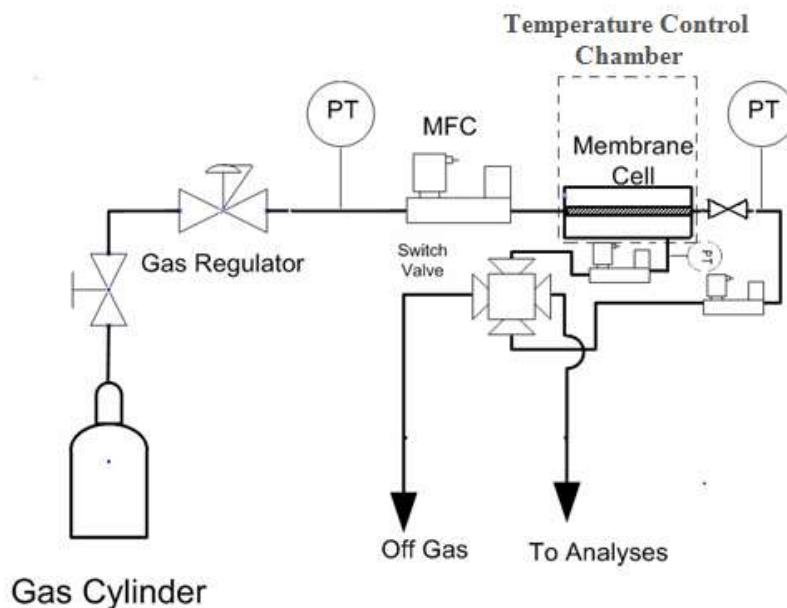 Temperature Control
Chamber
PT
MFC
PT
Membrane
Cell
Gas Regulator
Switch
Valve
PT
Off Gas
To Analyses
Gas Cylinder